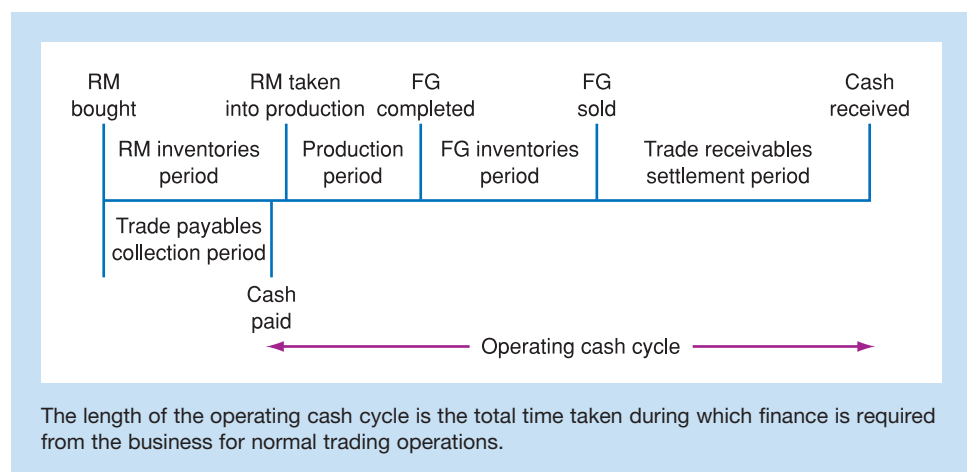 RM bought
RM taken into production
FG completed
FG sold
Cash received
RM inventories period
Production period
FG inventories period
Trade receivables settlement period
Trade payables collection period
Cash paid
Operating cash cycle
The length of the operating cash cycle is the total time taken during which finance is required
from the business for normal trading operations.